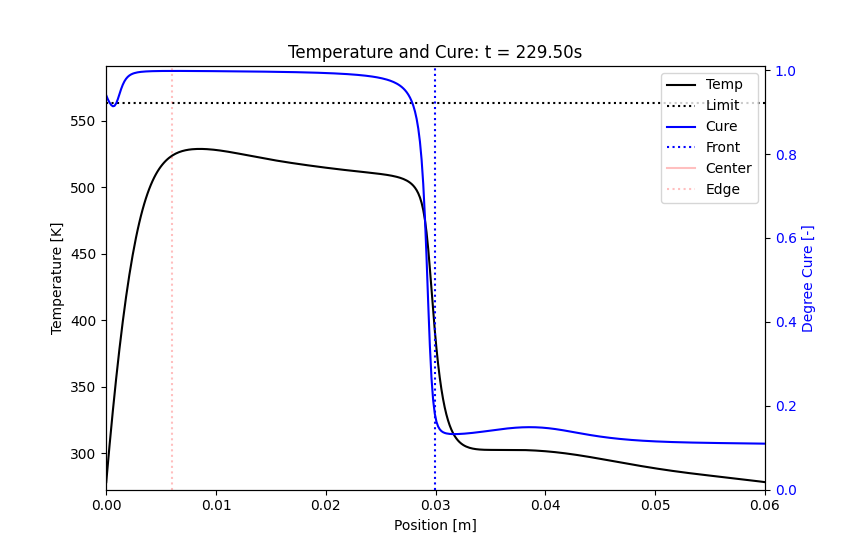 Temperature and Cure: t = 229.50s
Temp
Limit
Cure
Front
Center
Edge
550
500
450
400
350
300
Temperature [K]
1.0
0.8
0.6
0.4
0.2
0.0
Degree Cure [-]
0.00 0.01 0.02 0.03 0.04 0.05 0.06
Position [m]